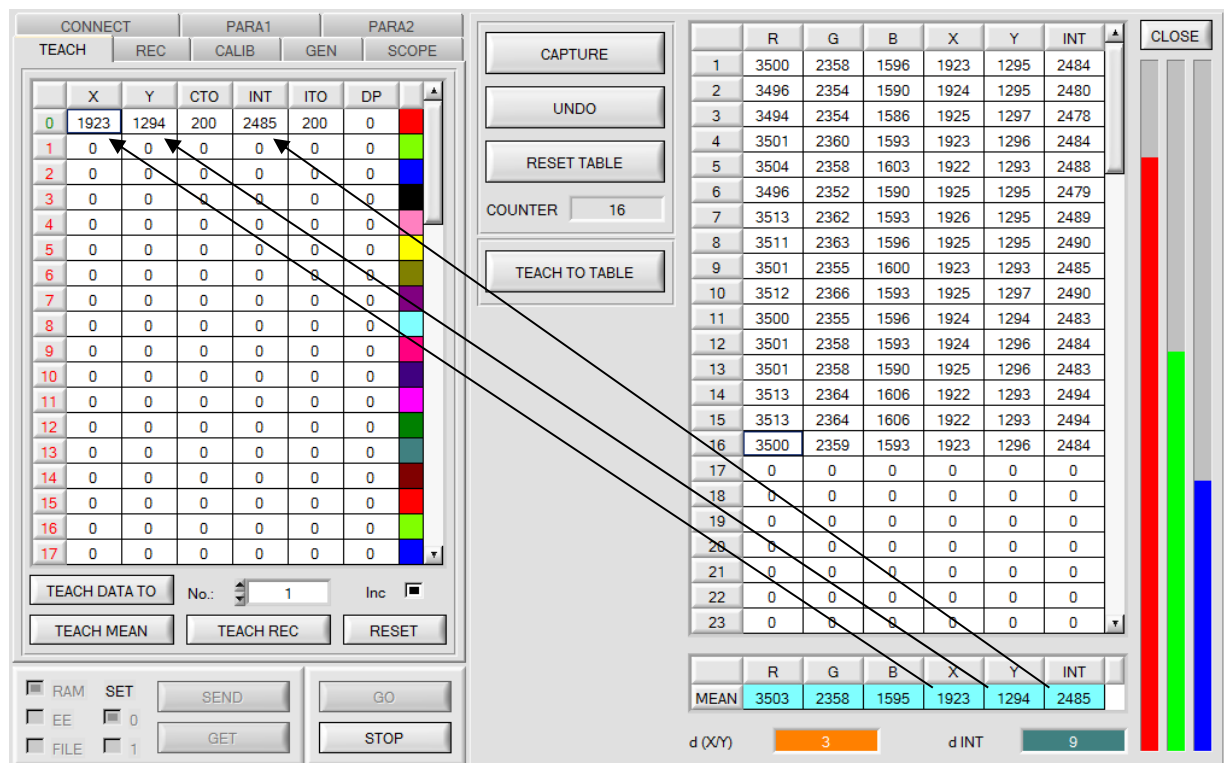 CONNECT PARA1 PARA2
TEACH REC CALIB GEN SCOPE
X Y CTO INT ITO DP
0 1923 1294 200 2485 200 0
1 0 0 0 0 0 0
2 0 0 0 0 0 0
3 0 0 0 0 0 0
4 0 0 0 0 0 0
5 0 0 0 0 0 0
6 0 0 0 0 0 0
7 0 0 0 0 0 0
8 0 0 0 0 0 0
9 0 0 0 0 0 0
10 0 0 0 0 0 0
11 0 0 0 0 0 0
12 0 0 0 0 0 0
13 0 0 0 0 0 0
14 0 0 0 0 0 0
15 0 0 0 0 0 0
16 0 0 0 0 0 0
17 0 0 0 0 0 0
TEACH DATA TO No.: 1 Inc
TEACH MEAN TEACH REC RESET
RAM SET SEND GO
EE 0
FILE 1 GET STOP
CAPTURE
UNDO
RESET TABLE
COUNTER 16
TEACH TO TABLE
R G B X Y INT
1 3500 2358 1596 1923 1295 2484
2 3496 2354 1590 1924 1295 2480
3 3494 2354 1586 1925 1297 2478
4 3501 2360 1593 1923 1296 2484
5 3504 2358 1603 1922 1293 2488
6 3496 2352 1590 1925 1295 2479
7 3513 2362 1593 1926 1295 2489
8 3511 2363 1596 1925 1295 2490
9 3501 2355 1600 1923 1293 2485
10 3512 2366 1593 1925 1297 2490
11 3500 2355 1596 1924 1294 2483
12 3501 2358 1593 1924 1296 2484
13 3501 2358 1590 1925 1296 2483
14 3513 2364 1606 1922 1293 2494
15 3513 2364 1606 1922 1293 2494
16 3500 2359 1593 1923 1296 2484
17 0 0 0 0 0 0
18 0 0 0 0 0 0
19 0 0 0 0 0 0
20 0 0 0 0 0 0
21 0 0 0 0 0 0
22 0 0 0 0 0 0
23 0 0 0 0 0 0
R G B X Y INT
MEAN 3503 2358 1595 1923 1294 2485
d (X/Y) 3 d INT 9
CLOSE